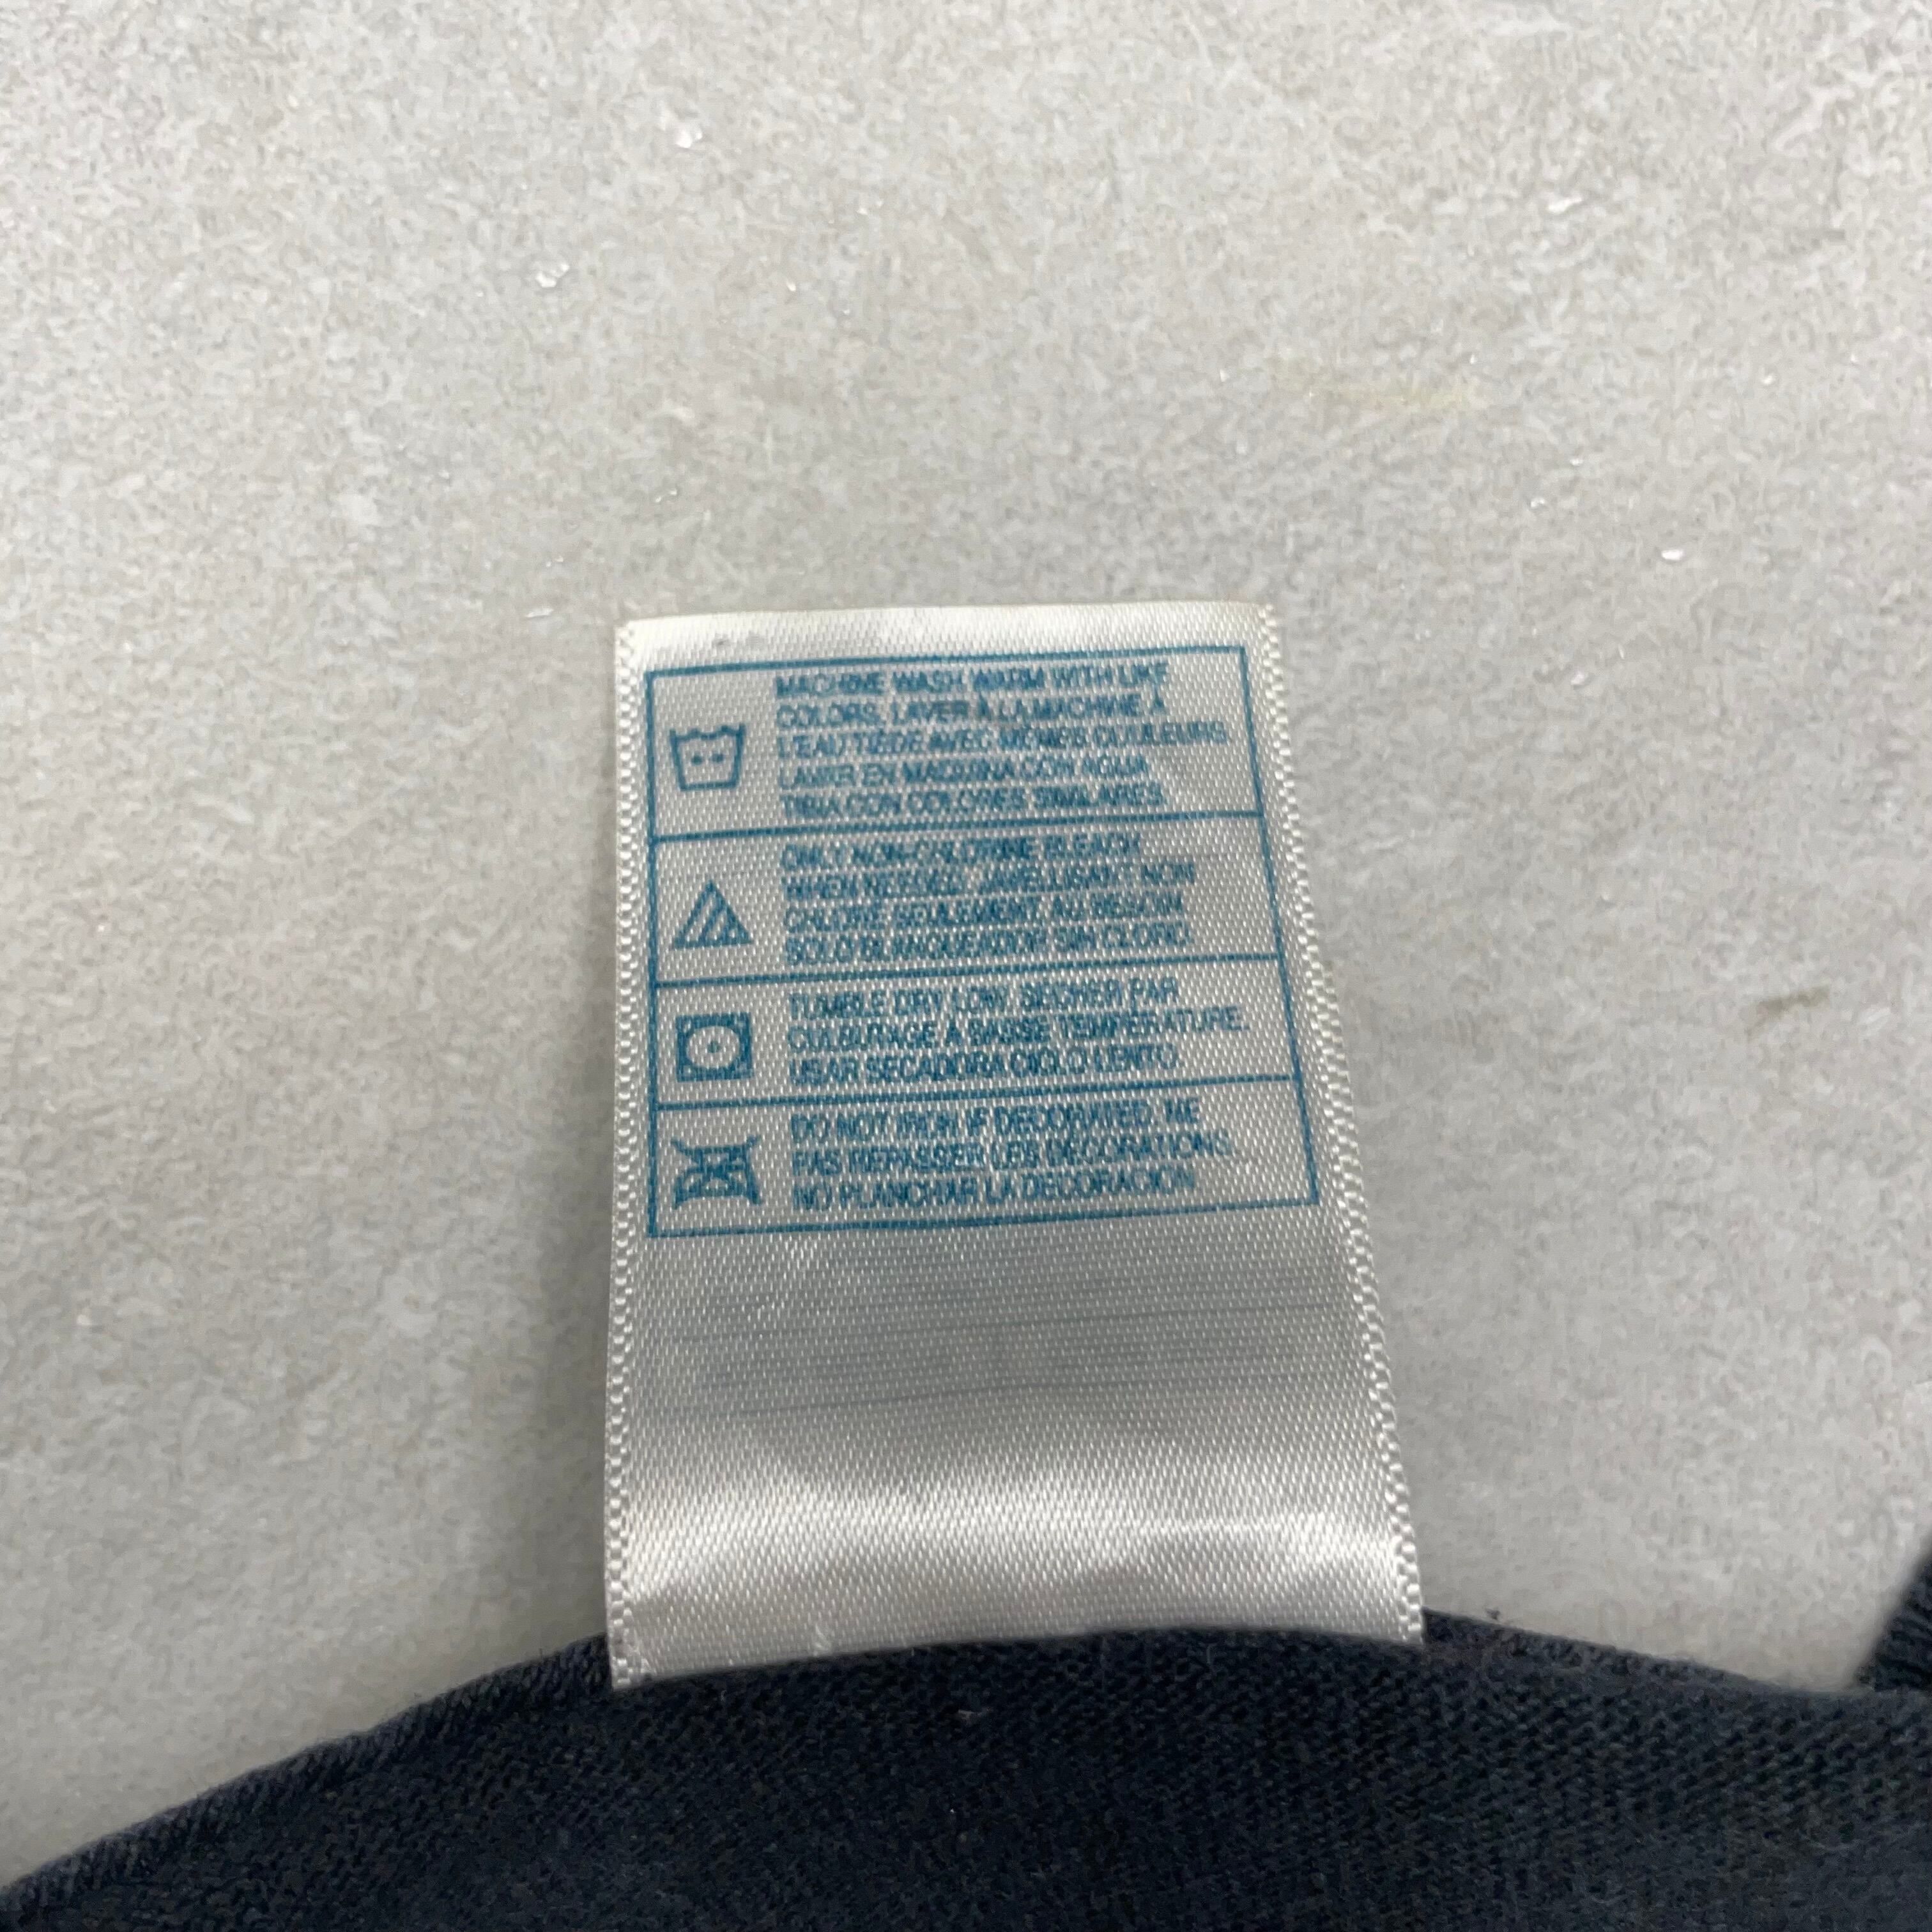 MACHINE WASH WARM WITH LIKE
COLORS, LAVER À LA MACHINE À
L'EAU TIEDE AVEC MEMES COULEURS
LAVAR EN MAQUINA CON AGUA
TIBIA CON COLORES SIMILARES
ONLY NON-CHLORINE BLEACH
WHEN NEEDED, JAVELLISANT NON
CHLORÉ SEULEMENT AU BESOIN
SOLO BLANQUEADOR SIN CLORO
TUMBLE DRY LOW, SÉCHER PAR
CULBUTAGE À BASSE TEMPÉRATURE
USAR SECADORA CICLO LENTO
DO NOT IRON IF DECORATED, NE
PAS REPASSER LES DÉCORATIONS
NO PLANCHAR LA DECORACION